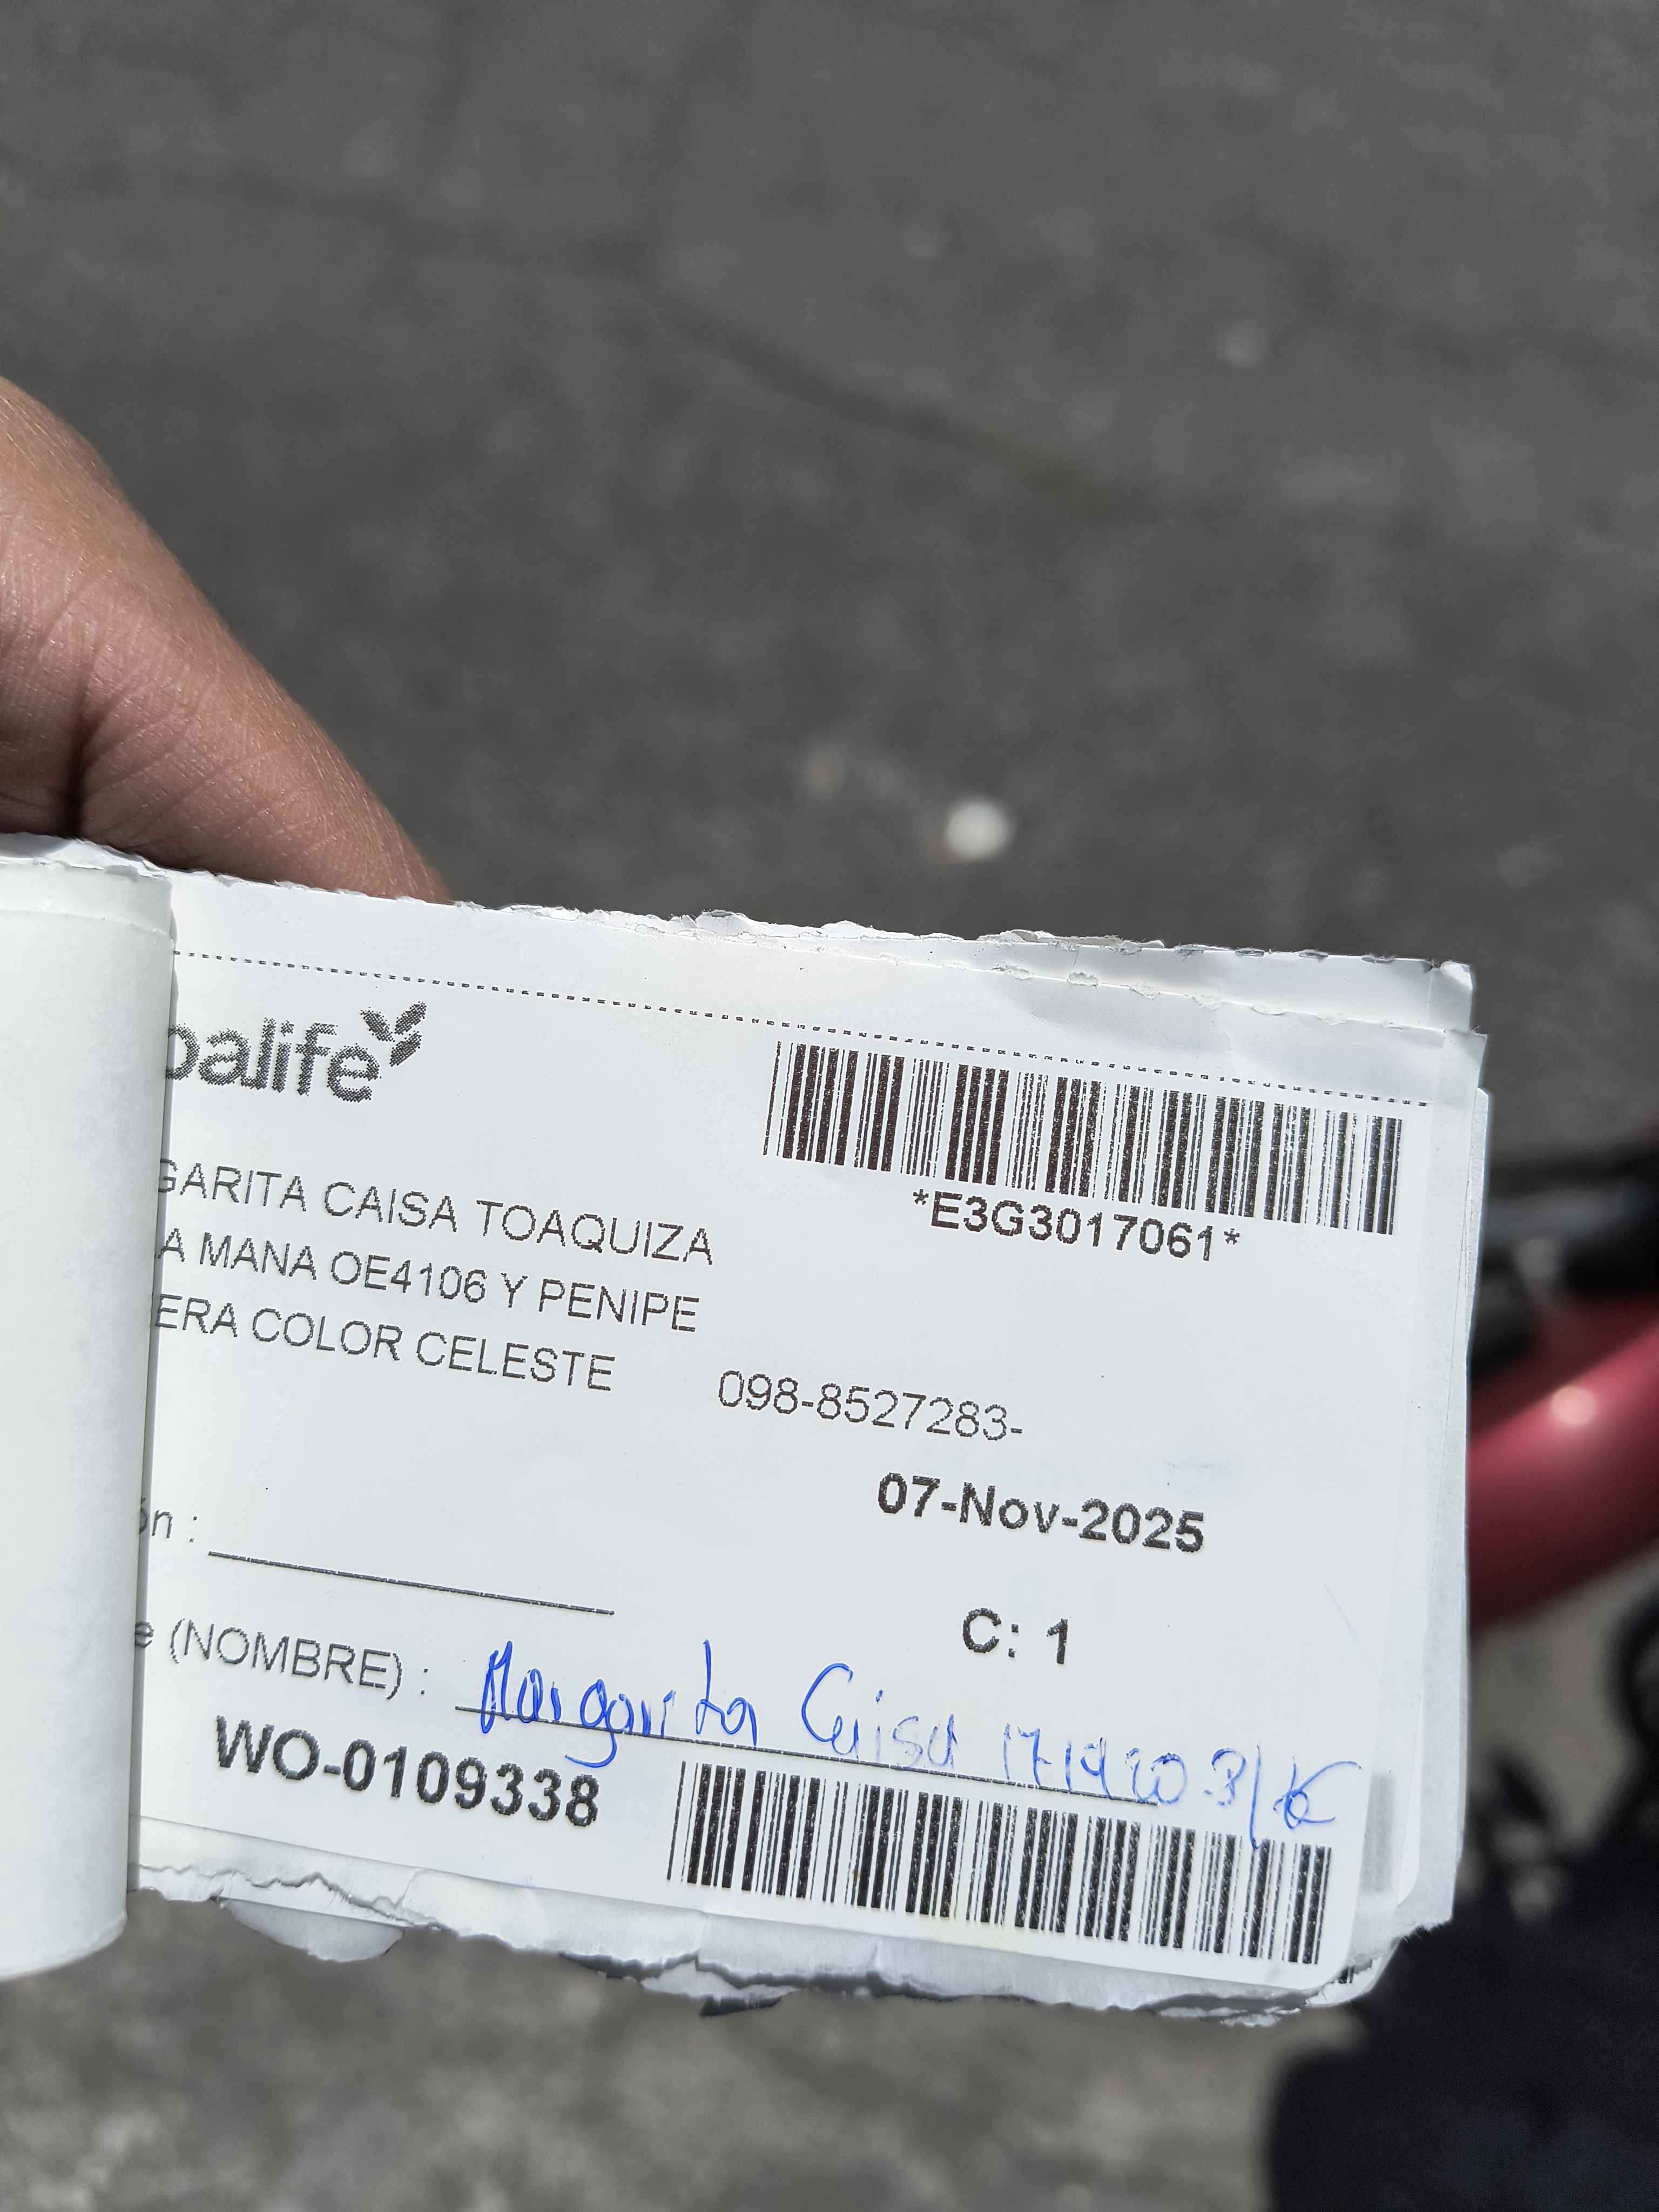 balife
GARITA CAISA TOAQUIZA
A MANA OE4106 Y PENIPE
ERA COLOR CELESTE
*E3G3017061*
098-8527283-
07-Nov-2025
ón :
C: 1
e (NOMBRE) : Margarita Caisa
WO-0109338